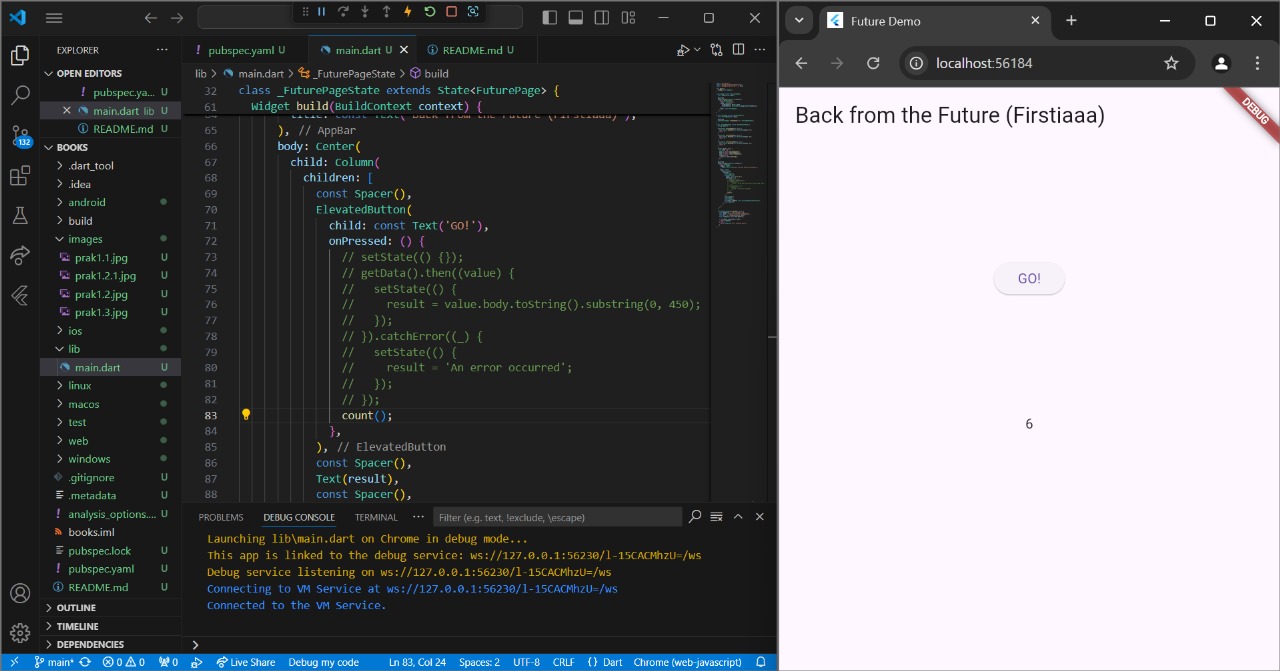 EXPLORER
OPEN EDITORS
pubspec.ya... U
main.dart lib U
README.md U
BOOKS
.dart_tool
.idea
android
build
images
prak1.1.jpg U
prak1.2.1.jpg U
prak1.2.jpg U
prak1.3.jpg U
ios
lib
main.dart U
linux
macos
test
web
windows
.gitignore U
.metadata U
analysis_options.... U
books.iml
pubspec.lock U
pubspec.yaml U
README.md U
OUTLINE
TIMELINE
DEPENDENCIES
132
pubspec.yaml U
main.dart U
README.md U
lib > main.dart > _FuturePageState > build
32 class _FuturePageState extends State<FuturePage> {
61 Widget build(BuildContext context) {
64 title: const Text('Back from the Future (Firstiaaa)'),
65 ), // AppBar
66 body: Center(
67 child: Column(
68 children: [
69 const Spacer(),
70 ElevatedButton(
71 child: const Text('GO!'),
72 onPressed: () {
73 // setState(() {});
74 // getData().then((value) {
75 //   setState(() {
76 //     result = value.body.toString().substring(0, 450);
77 //   });
78 // }).catchError((_) {
79 //   setState(() {
80 //     result = 'An error occurred';
81 //   });
82 // });
83 count();
84 },
85 ), // ElevatedButton
86 const Spacer(),
87 Text(result),
88 const Spacer(),
PROBLEMS DEBUG CONSOLE TERMINAL ... Filter (e.g. text, !exclude, \escape)
Launching lib\main.dart on Chrome in debug mode...
This app is linked to the debug service: ws://127.0.0.1:56230/l-15CACMhzU=/ws
Debug service listening on ws://127.0.0.1:56230/l-15CACMhzU=/ws
Connecting to VM Service at ws://127.0.0.1:56230/l-15CACMhzU=/ws
Connected to the VM Service.
main* 0 0 0 Live Share Debug my code Ln 83, Col 24 Spaces: 2 UTF-8 CRLF {} Dart Chrome (web-javascript)
Future Demo
localhost:56184
Back from the Future (Firstiaaa)
DEBUG
GO!
6